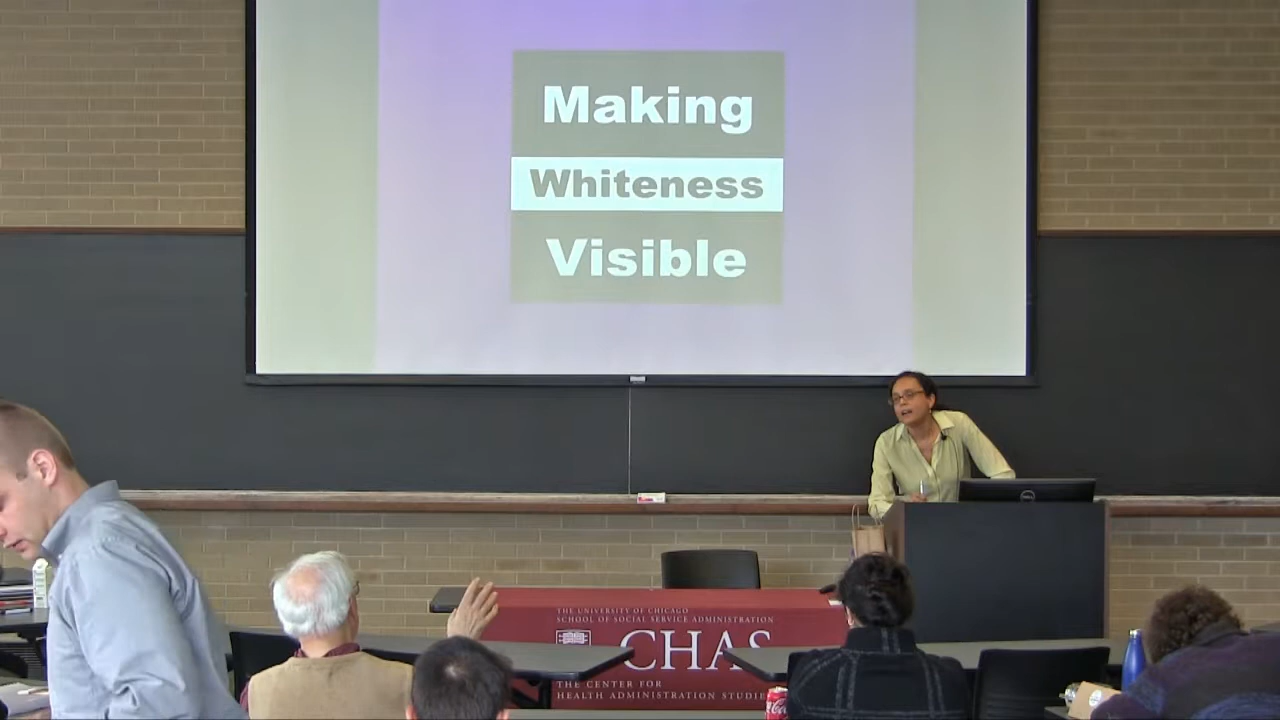 Making
Whiteness
Visible
DELL
THE UNIVERSITY OF CHICAGO
SCHOOL OF SOCIAL SERVICE ADMINISTRATION
CHAS
THE CENTER FOR
HEALTH ADMINISTRATION STUDIES